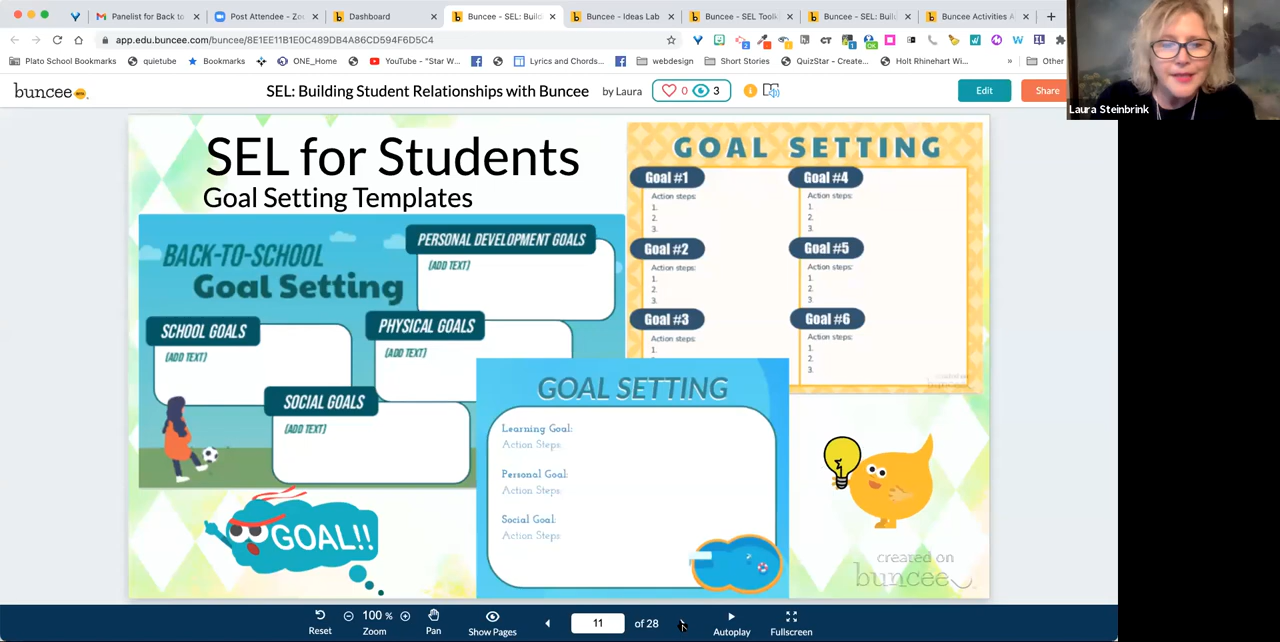 Panelist for Back to
Post Attendee - Zoo
Dashboard
Buncee - SEL: Build
Buncee - Ideas Lab
Buncee - SEL Toolk
Buncee - SEL: Buil
Buncee Activities A
app.edu.buncee.com/buncee/8E1EE11B1E0C489DB4A86CD594F6D5C4
Plato School Bookmarks
quietube
Bookmarks
ONE_Home
YouTube - "Star W...
Lyrics and Chords...
webdesign
Short Stories
QuizStar - Create...
Holt Rhinehart Wi...
»
Other
buncee
SEL: Building Student Relationships with Buncee
by Laura
0
3
Edit
Share
Laura Steinbrink
SEL for Students
Goal Setting Templates
BACK-TO-SCHOOL
Goal Setting
PERSONAL DEVELOPMENT GOALS
(ADD TEXT)
SCHOOL GOALS
(ADD TEXT)
PHYSICAL GOALS
(ADD TEXT)
SOCIAL GOALS
(ADD TEXT)
GOAL SETTING
Goal #1
Action steps:
1.
2.
3.
Goal #2
Action steps:
1.
2.
3.
Goal #3
Action steps:
1.
Goal #4
Action steps:
1.
2.
3.
Goal #5
Action steps:
1.
2.
3.
Goal #6
Action steps:
1.
2.
3.
GOAL SETTING
Learning Goal:
Action Steps:
Personal Goal:
Action Steps:
Social Goal:
Action Steps:
GOAL!!
created on
buncee
Reset
100 %
Zoom
Pan
Show Pages
11
of 28
Autoplay
Fullscreen